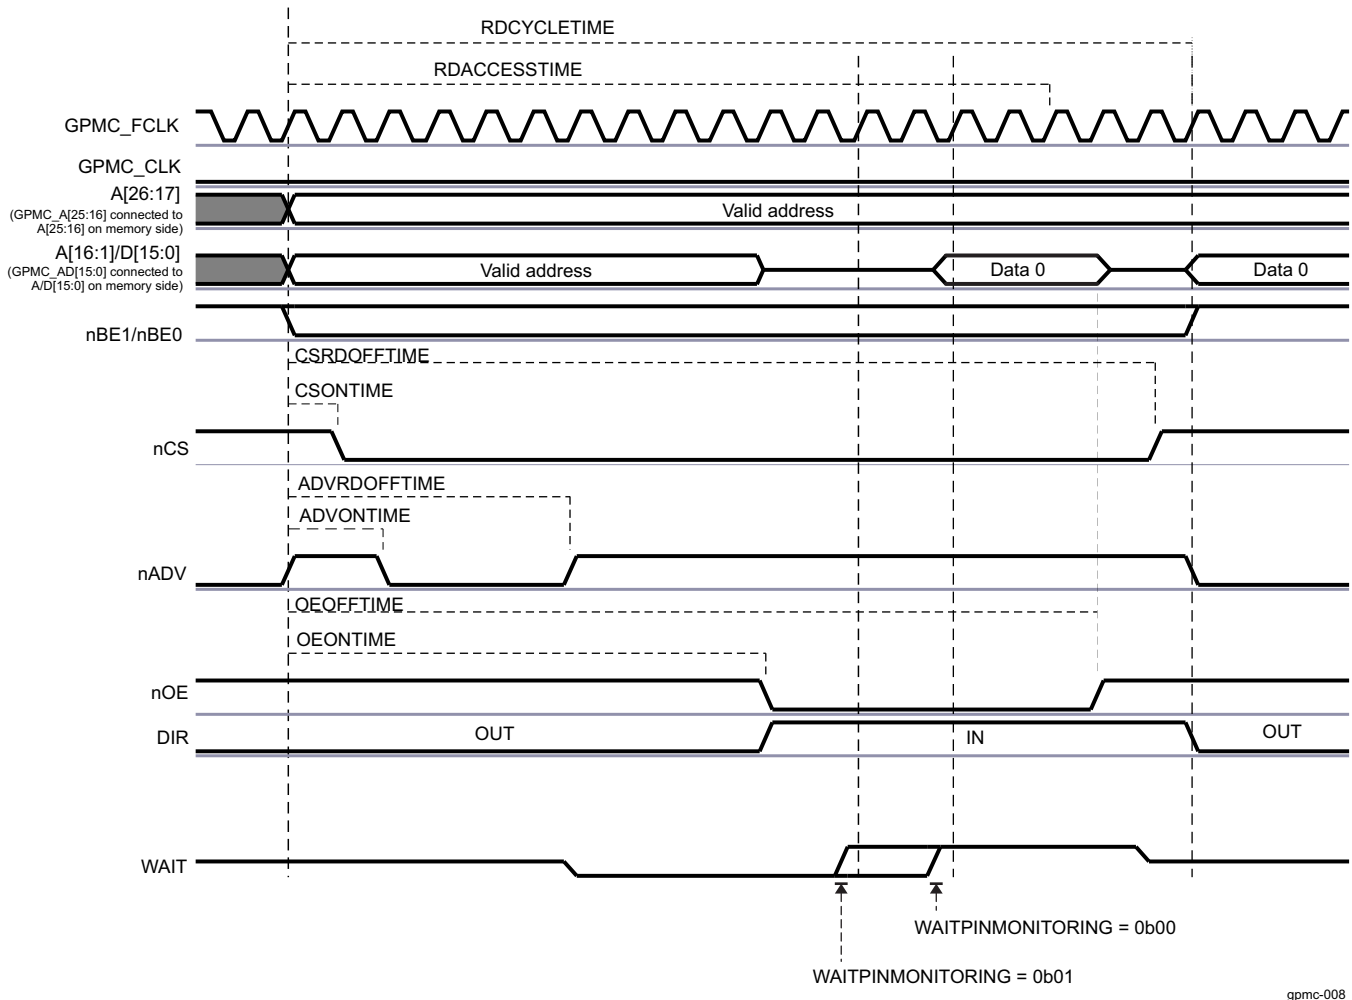 RDCYCLETIME
RDACCESSTIME
GPMC_FCLK
GPMC_CLK
A[26:17]
(GPMC_A[25:16] connected to
A[25:16] on memory side)
Valid address
A[16:1]/D[15:0]
(GPMC_AD[15:0] connected to
A/D[15:0] on memory side)
Valid address
Data 0
Data 0
nBE1/nBE0
CSRDOFFTIME
CSONTIME
nCS
ADVRDOFFTIME
ADVONTIME
nADV
OEOFFTIME
OEONTIME
nOE
DIR
OUT
IN
OUT
WAIT
WAITPINMONITORING = 0b00
WAITPINMONITORING = 0b01
gpmc-008